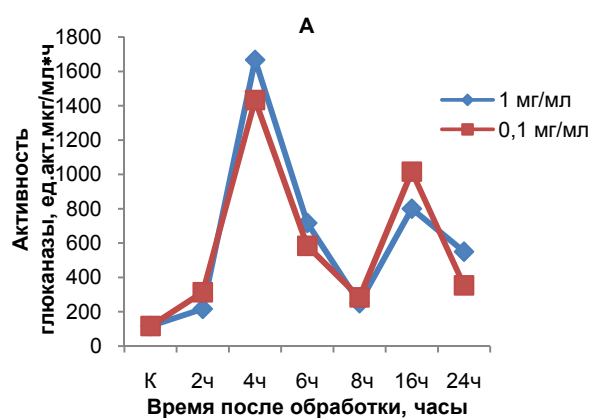 А
Активность
глюканазы, ед.акт.мкг/мл*ч
1800
1600
1400
1200
1000
800
600
400
200
0
1 мг/мл
0,1 мг/мл
К 2ч 4ч 6ч 8ч 16ч 24ч
Время после обработки, часы